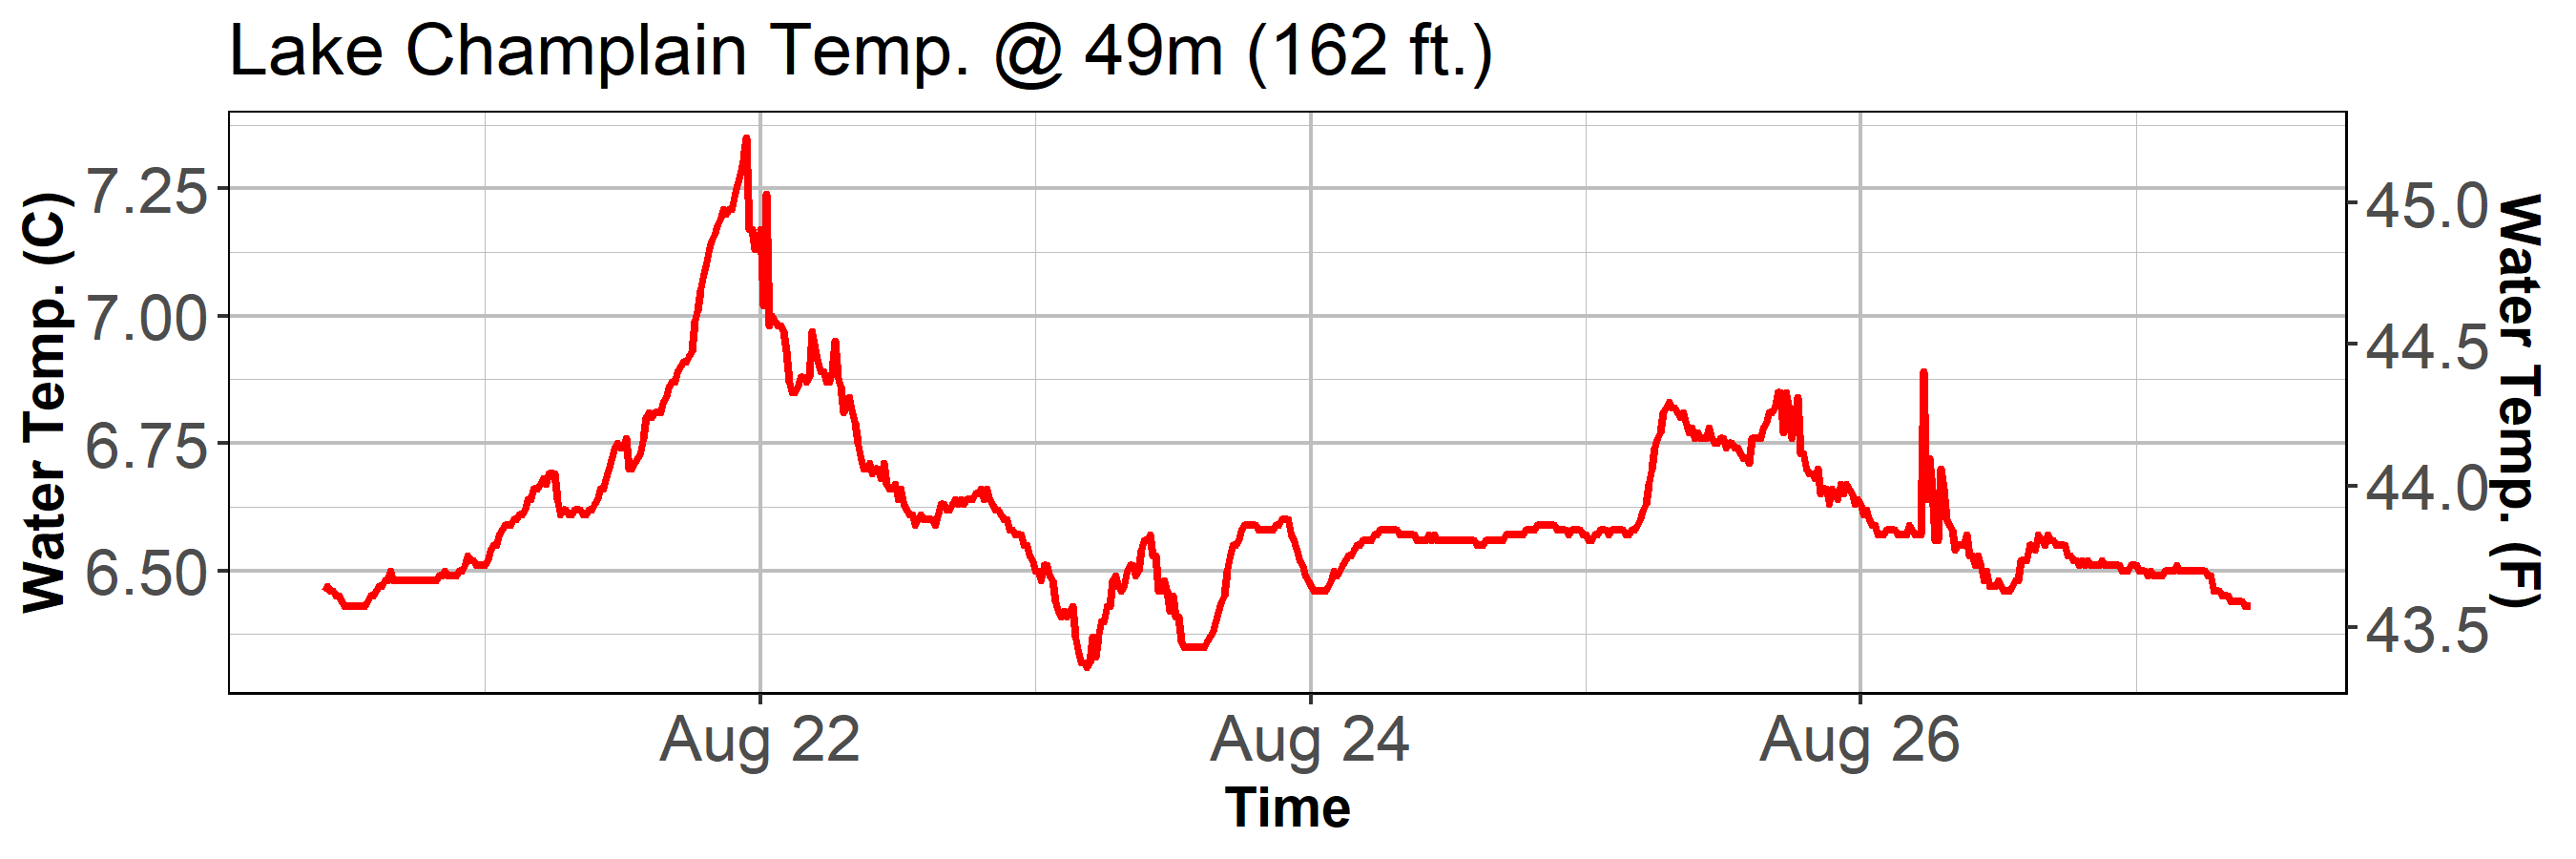 Lake Champlain Temp. @ 49m (162 ft.)
Water Temp. (C)
7.25
7.00
6.75
6.50
45.0
44.5
44.0
43.5
Water Temp. (F)
Aug 22
Aug 24
Aug 26
Time